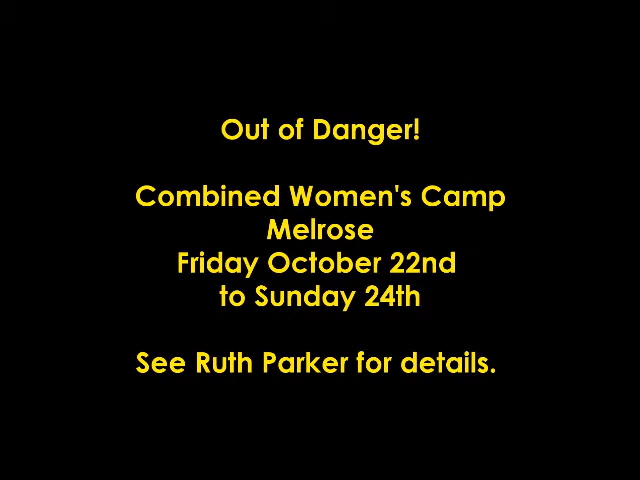 Out of Danger!
Combined Women's Camp
Melrose
Friday October 22nd
to Sunday 24th
See Ruth Parker for details.